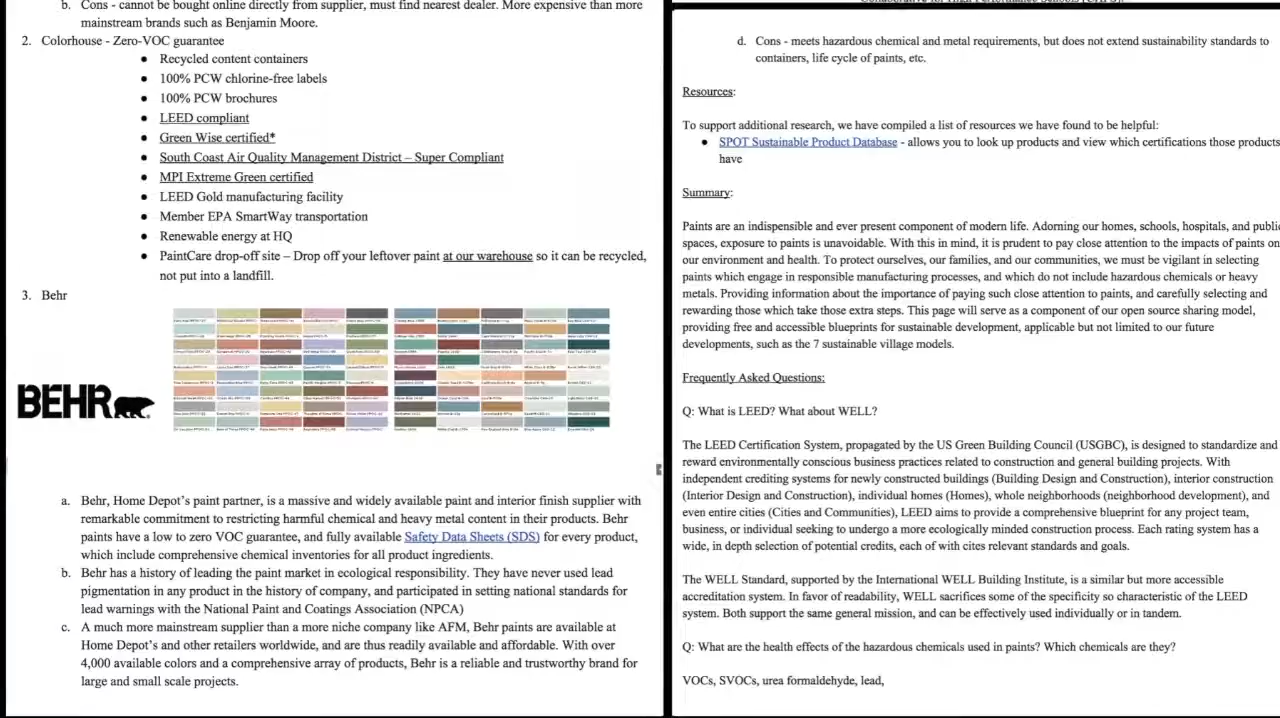 b. Cons - cannot be bought online directly from supplier, must find nearest dealer. More expensive than more
mainstream brands such as Benjamin Moore.
2. Colorhouse - Zero-VOC guarantee
● Recycled content containers
● 100% PCW chlorine-free labels
● 100% PCW brochures
● LEED compliant
● Green Wise certified*
● South Coast Air Quality Management District – Super Compliant
● MPI Extreme Green certified
● LEED Gold manufacturing facility
● Member EPA SmartWay transportation
● Renewable energy at HQ
● PaintCare drop-off site – Drop off your leftover paint at our warehouse so it can be recycled,
not put into a landfill.
3. Behr
BEHR
a. Behr, Home Depot’s paint partner, is a massive and widely available paint and interior finish supplier with
remarkable commitment to restricting harmful chemical and heavy metal content in their products. Behr
paints have a low to zero VOC guarantee, and fully available Safety Data Sheets (SDS) for every product,
which include comprehensive chemical inventories for all product ingredients.
b. Behr has a history of leading the paint market in ecological responsibility. They have never used lead
pigmentation in any product in the history of company, and participated in setting national standards for
lead warnings with the National Paint and Coatings Association (NPCA)
c. A much more mainstream supplier than a more niche company like AFM, Behr paints are available at
Home Depot’s and other retailers worldwide, and are thus readily available and affordable. With over
4,000 available colors and a comprehensive array of products, Behr is a reliable and trustworthy brand for
large and small scale projects.
d. Cons - meets hazardous chemical and metal requirements, but does not extend sustainability standards to
containers, life cycle of paints, etc.
Resources:
To support additional research, we have compiled a list of resources we have found to be helpful:
● SPOT Sustainable Product Database - allows you to look up products and view which certifications those products
have
Summary:
Paints are an indispensible and ever present component of modern life. Adorning our homes, schools, hospitals, and public
spaces, exposure to paints is unavoidable. With this in mind, it is prudent to pay close attention to the impacts of paints on
our environment and health. To protect ourselves, our families, and our communities, we must be vigilant in selecting
paints which engage in responsible manufacturing processes, and which do not include hazardous chemicals or heavy
metals. Providing information about the importance of paying such close attention to paints, and carefully selecting and
rewarding those which take those extra steps. This page will serve as a component of our open source sharing model,
providing free and accessible blueprints for sustainable development, applicable but not limited to our future
developments, such as the 7 sustainable village models.
Frequently Asked Questions:
Q: What is LEED? What about WELL?
The LEED Certification System, propagated by the US Green Building Council (USGBC), is designed to standardize and
reward environmentally conscious business practices related to construction and general building projects. With
independent crediting systems for newly constructed buildings (Building Design and Construction), interior construction
(Interior Design and Construction), individual homes (Homes), whole neighborhoods (neighborhood development), and
even entire cities (Cities and Communities), LEED aims to provide a comprehensive blueprint for any project team,
business, or individual seeking to undergo a more ecologically minded construction process. Each rating system has a
wide, in depth selection of potential credits, each of with cites relevant standards and goals.
The WELL Standard, supported by the International WELL Building Institute, is a similar but more accessible
accreditation system. In favor of readability, WELL sacrifices some of the specificity so characteristic of the LEED
system. Both support the same general mission, and can be effectively used individually or in tandem.
Q: What are the health effects of the hazardous chemicals used in paints? Which chemicals are they?
VOCs, SVOCs, urea formaldehyde, lead,